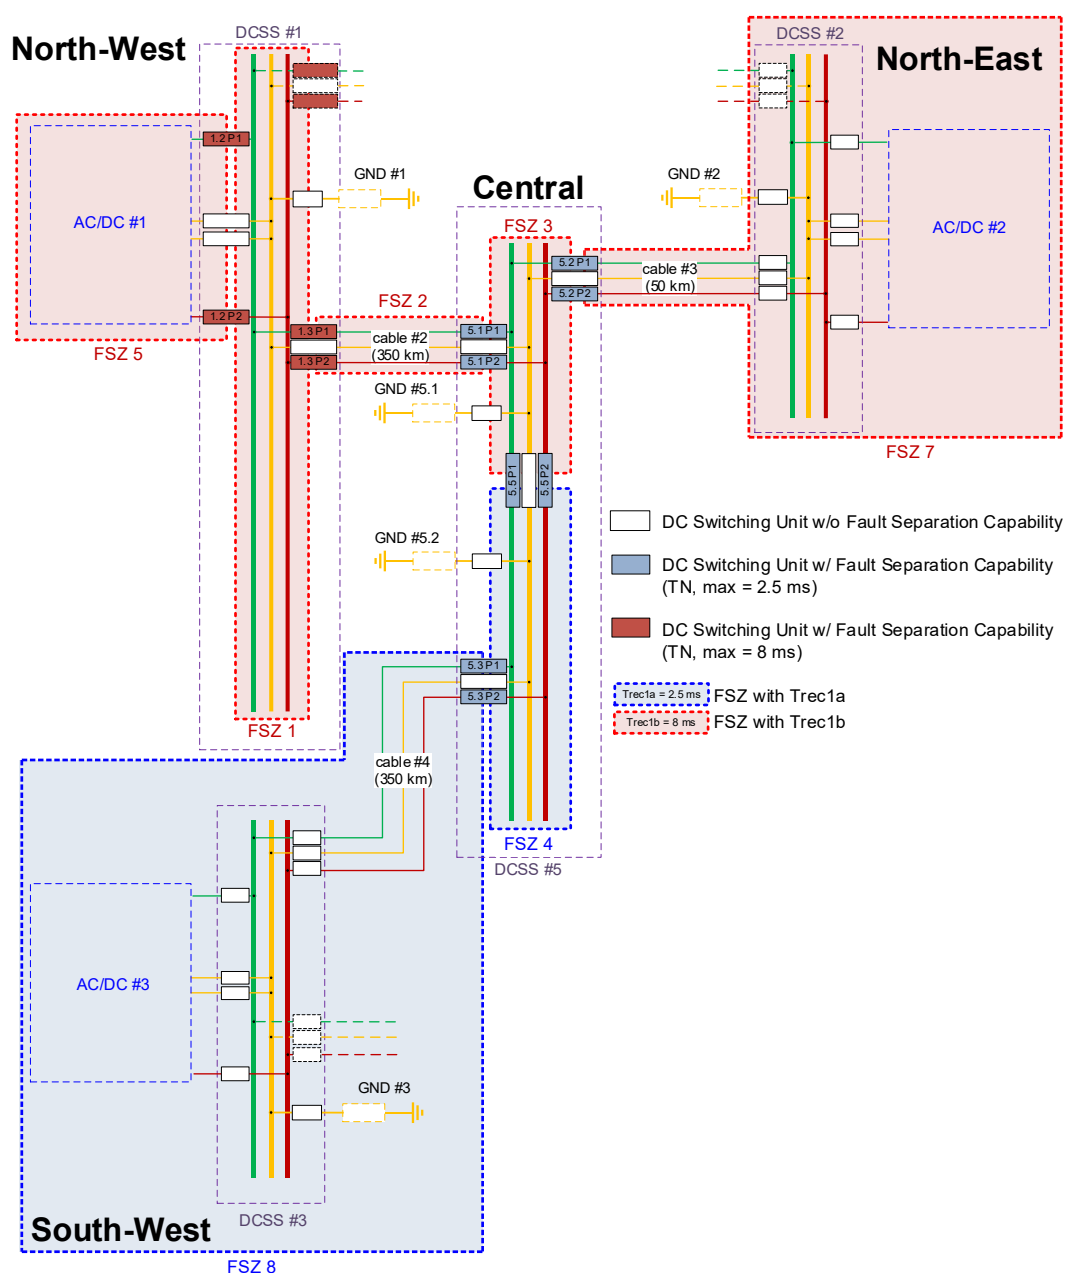 North-West
DCSS #1
DCSS #2
North-East
1.2 P1
AC/DC #1
GND #1
Central
GND #2
AC/DC #2
FSZ 3
5.2 P1
cable #3
(50 km)
5.2 P2
FSZ 2
1.2 P2
1.3 P1
cable #2
(350 km)
1.3 P2
5.1 P1
5.1 P2
FSZ 5
GND #5.1
FSZ 7
5.5 P1
5.5 P2
DC Switching Unit w/o Fault Separation Capability
GND #5.2
DC Switching Unit w/ Fault Separation Capability
(TN, max = 2.5 ms)
DC Switching Unit w/ Fault Separation Capability
(TN, max = 8 ms)
5.3 P1
5.3 P2
Trec1a = 2.5 ms
FSZ with Trec1a
Trec1b = 8 ms
FSZ with Trec1b
FSZ 1
cable #4
(350 km)
FSZ 4
DCSS #5
AC/DC #3
GND #3
DCSS #3
South-West
FSZ 8